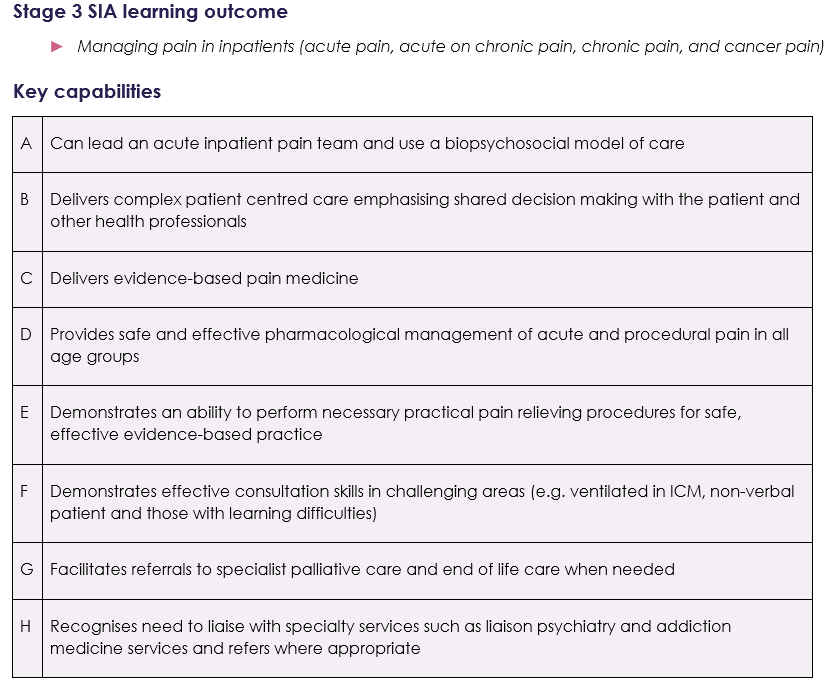 Stage 3 SIA learning outcome
Managing pain in inpatients (acute pain, acute on chronic pain, chronic pain, and cancer pain)
Key capabilities
A Can lead an acute inpatient pain team and use a biopsychosocial model of care
B Delivers complex patient centred care emphasising shared decision making with the patient and
other health professionals
C Delivers evidence-based pain medicine
D Provides safe and effective pharmacological management of acute and procedural pain in all
age groups
E Demonstrates an ability to perform necessary practical pain relieving procedures for safe,
effective evidence-based practice
F Demonstrates effective consultation skills in challenging areas (e.g. ventilated in ICM, non-verbal
patient and those with learning difficulties)
G Facilitates referrals to specialist palliative care and end of life care when needed
H Recognises need to liaise with specialty services such as liaison psychiatry and addiction
medicine services and refers where appropriate